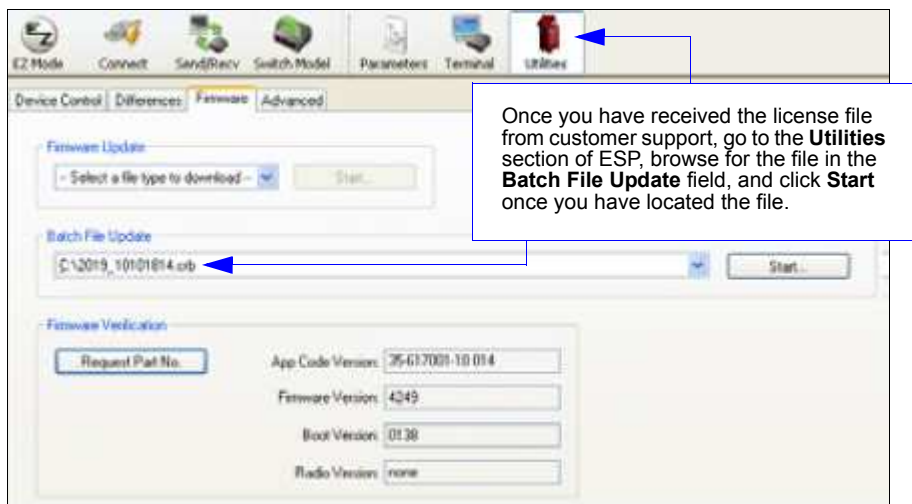 EZ Mode Connect Send/Recv Switch Model Parameters Terminal Utilities
Device Control Differences Firmware Advanced
Once you have received the license file
from customer support, go to the Utilities
section of ESP, browse for the file in the
Batch File Update field, and click Start
once you have located the file.
Firmware Update
- Select a file type to download - Start...
Batch File Update
C:\2019_10101814.crb Start...
Firmware Verification
Request Part No. App Code Version: 35-617001-10 014
Firmware Version: 4249
Boot Version: 0138
Radio Version: none